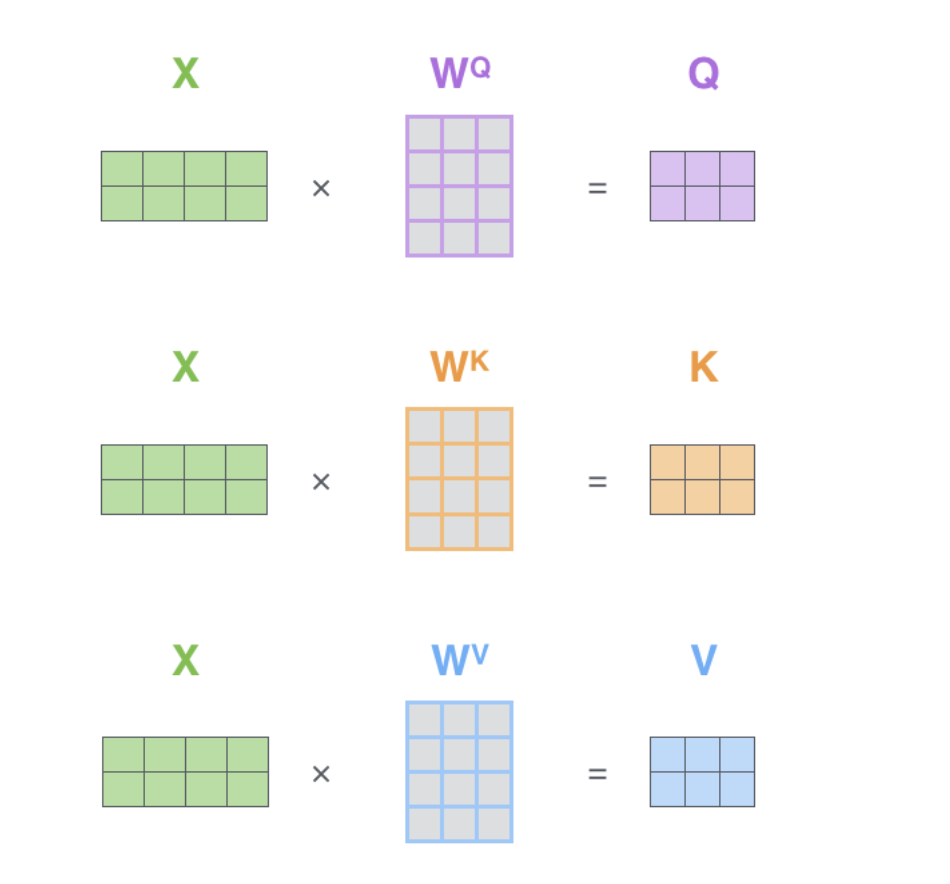 X W^Q Q
× =
X W^K K
× =
X W^V V
× =